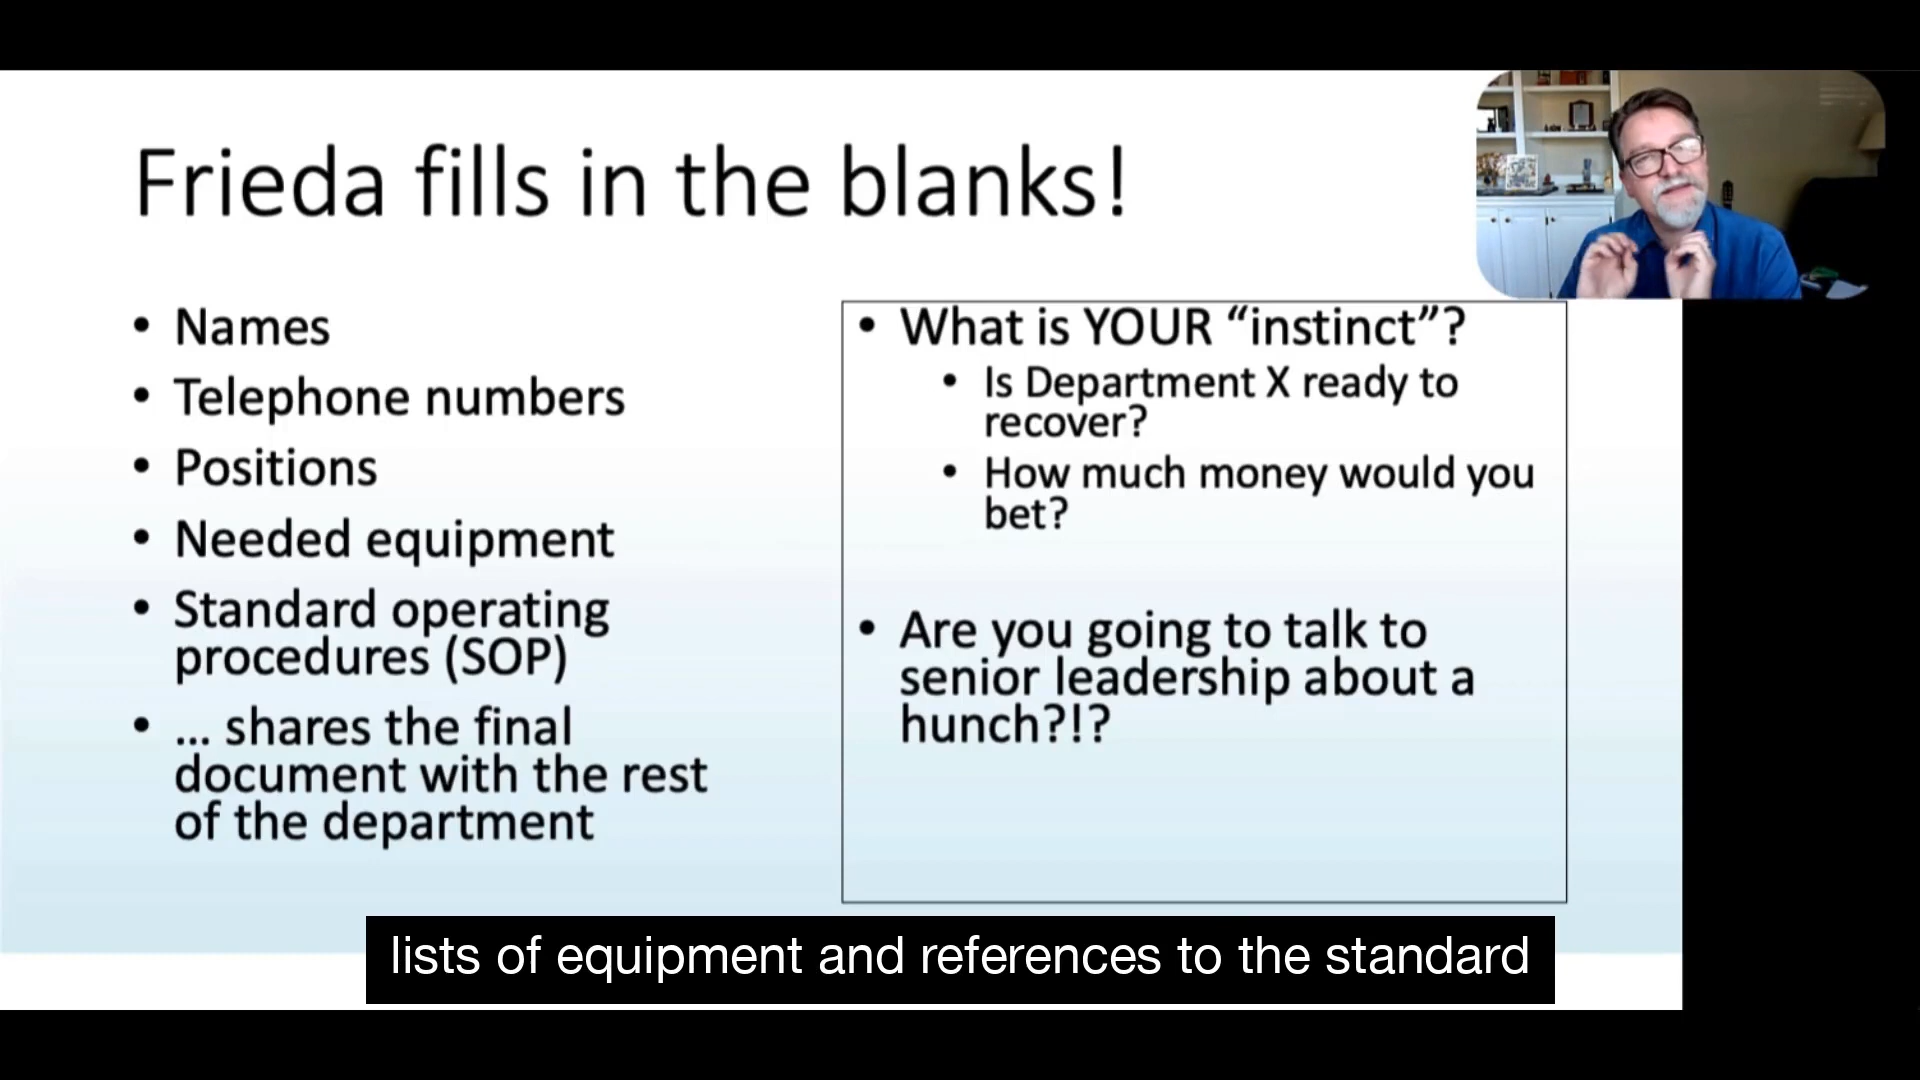 Frieda fills in the blanks!
• Names
• Telephone numbers
• Positions
• Needed equipment
• Standard operating
procedures (SOP)
• ... shares the final
document with the rest
of the department
• What is YOUR “instinct”?
• Is Department X ready to
recover?
• How much money would you
bet?
• Are you going to talk to
senior leadership about a
hunch?!?
lists of equipment and references to the standard